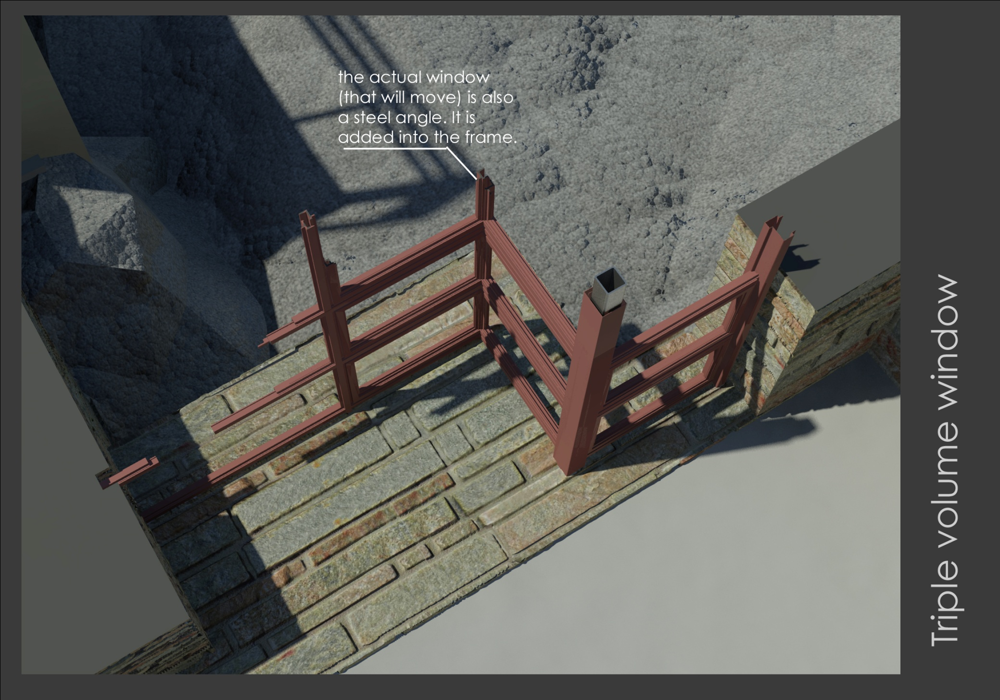 the actual window
(that will move) is also
a steel angle. It is
added into the frame.
Triple volume window